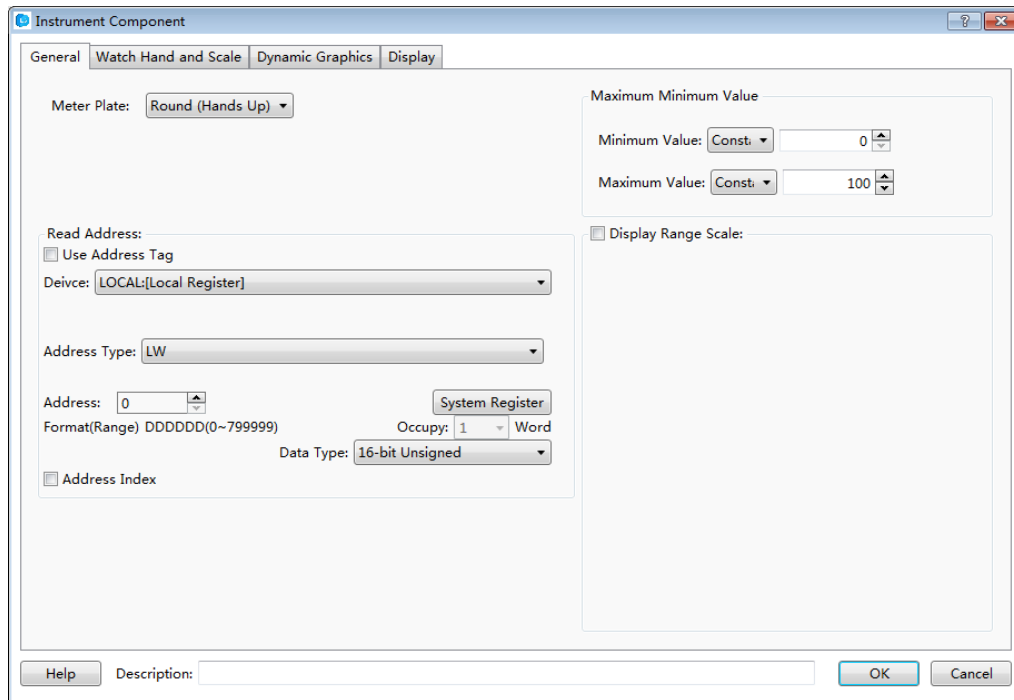 Instrument Component
General Watch Hand and Scale Dynamic Graphics Display
Meter Plate: Round (Hands Up)
Maximum Minimum Value
Minimum Value: Consta 0
Maximum Value: Consta 100
Read Address:
Use Address Tag
Deivce: LOCAL:[Local Register]
Address Type: LW
Address: 0 System Register
Format(Range) DDDDDD(0~799999) Occupy: 1 Word
Data Type: 16-bit Unsigned
Address Index
Display Range Scale:
Help Description: OK Cancel